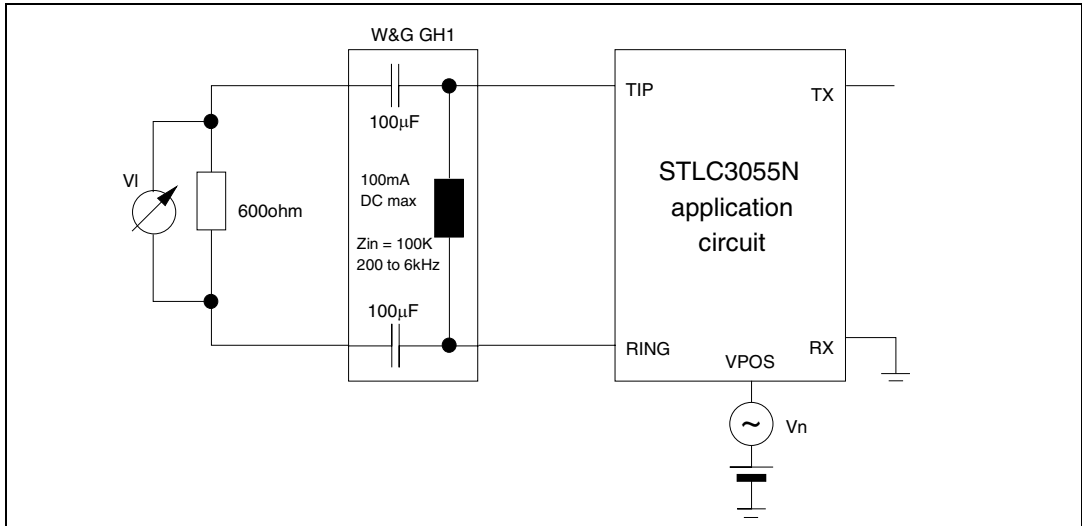 W&G GH1
100μF
TIP
TX
VI
600ohm
100mA
DC max
Zin = 100K
200 to 6kHz
STLC3055N
application
circuit
100μF
RING
RX
VPOS
~
Vn